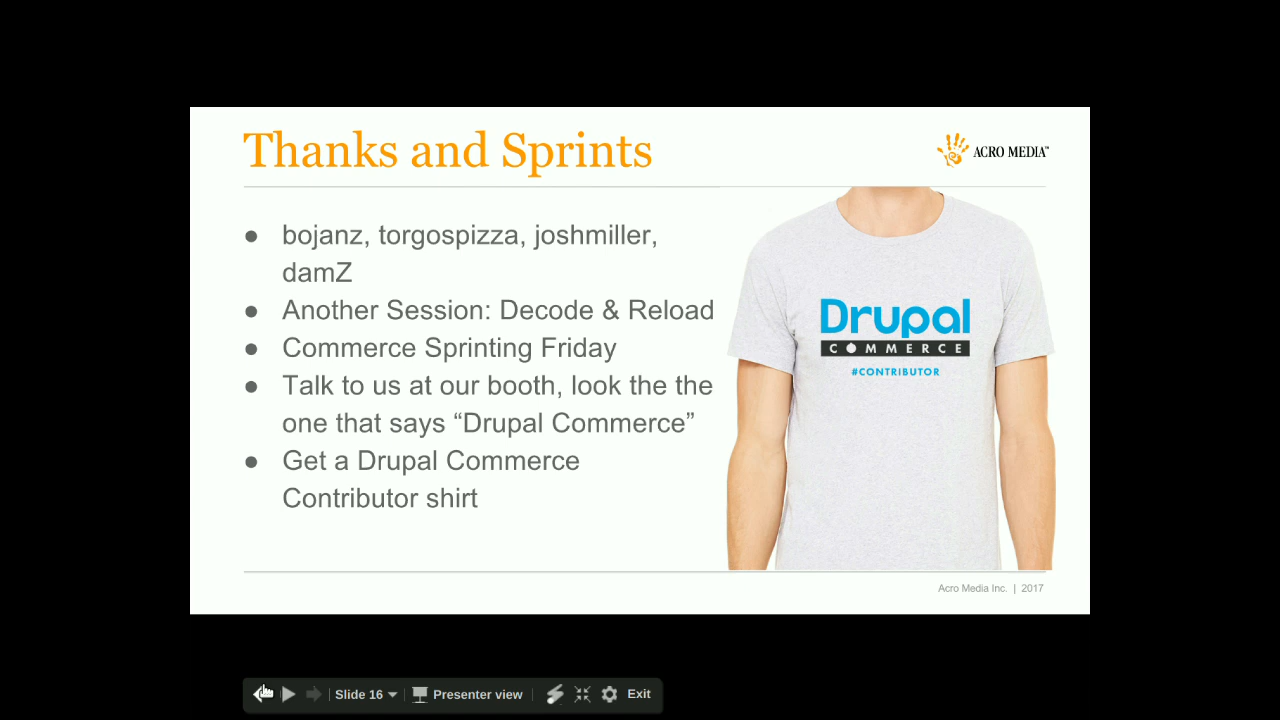 Thanks and Sprints
ACRO MEDIA™
● bojanz, torgospizza, joshmiller,
damZ
● Another Session: Decode & Reload
● Commerce Sprinting Friday
● Talk to us at our booth, look the the
one that says “Drupal Commerce”
● Get a Drupal Commerce
Contributor shirt
Drupal
COMMERCE
#CONTRIBUTOR
Acro Media Inc. | 2017
Slide 16
Presenter view
Exit